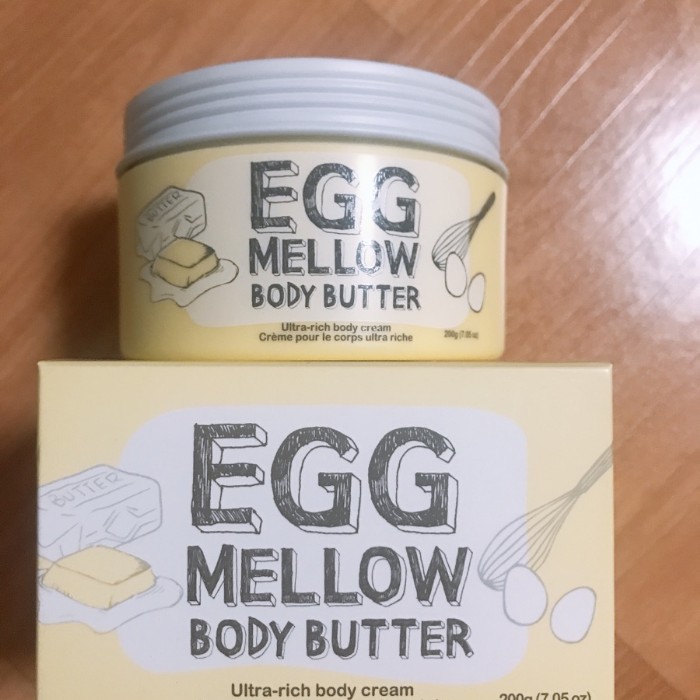 BUTTER
EGG
MELLOW
BODY BUTTER
Ultra-rich body cream
Crème pour le corps ultra riche
200g (7.05 oz)
BUTTER
EGG
MELLOW
BODY BUTTER
Ultra-rich body cream
200g (7.05 oz)